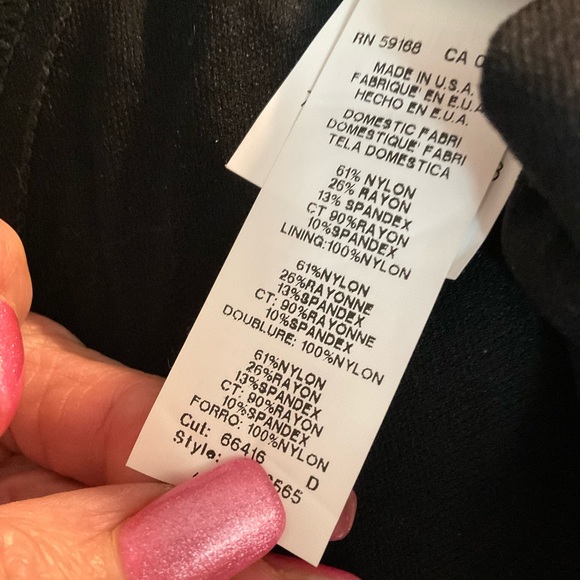 RN 59168 CA
MADE IN U.S.A.
FABRIQUE' EN E.U.A
HECHO EN E.U.A.
DOMESTIC FABRI
DOMESTIQUE FABRI
TELA DOMESTICA
61% NYLON
26% RAYON
13% SPANDEX
CT 90%RAYON
10%SPANDEX
LINING:100%NYLON
61%NYLON
26%RAYONNE
13%SPANDEX
CT: 90%RAYONNE
10%SPANDEX
DOUBLURE: 100%NYLON
61%NYLON
26%RAYON
13%SPANDEX
CT: 90%RAYON
10%SPANDEX
FORRO: 100%NYLON
Cut: 66416 D
Style: